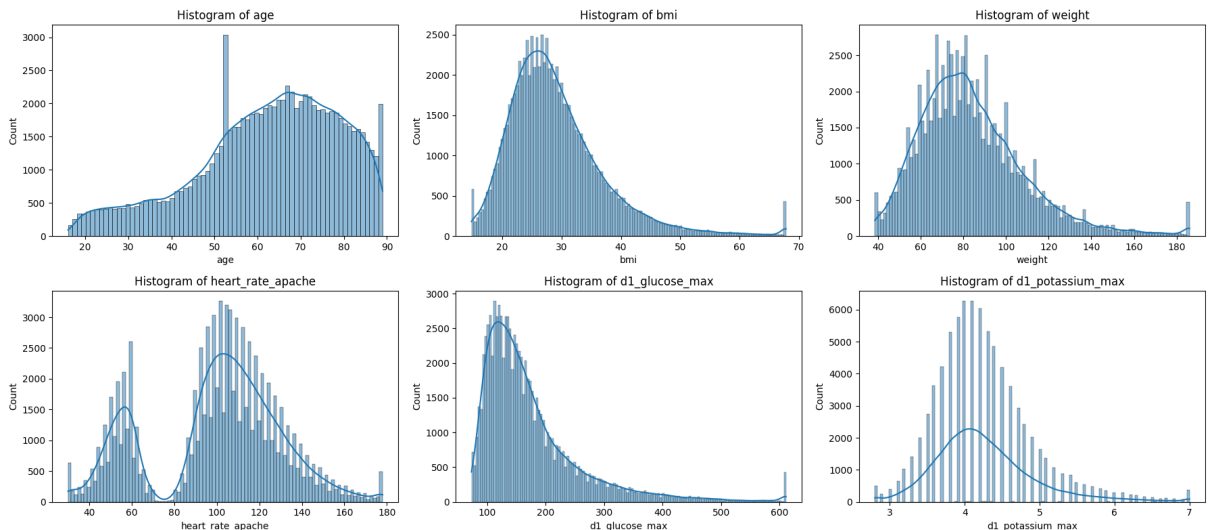 Histogram of age
Count
3000
2500
2000
1500
1000
500
0
20 30 40 50 60 70 80 90
age
Histogram of bmi
Count
2500
2000
1500
1000
500
0
20 30 40 50 60 70
bmi
Histogram of weight
Count
2500
2000
1500
1000
500
0
40 60 80 100 120 140 160 180
weight
Histogram of heart_rate_apache
Count
3000
2500
2000
1500
1000
500
0
40 60 80 100 120 140 160 180
heart_rate_apache
Histogram of d1_glucose_max
Count
3000
2500
2000
1500
1000
500
0
100 200 300 400 500 600
d1_glucose_max
Histogram of d1_potassium_max
Count
6000
5000
4000
3000
2000
1000
0
3 4 5 6 7
d1_potassium_max